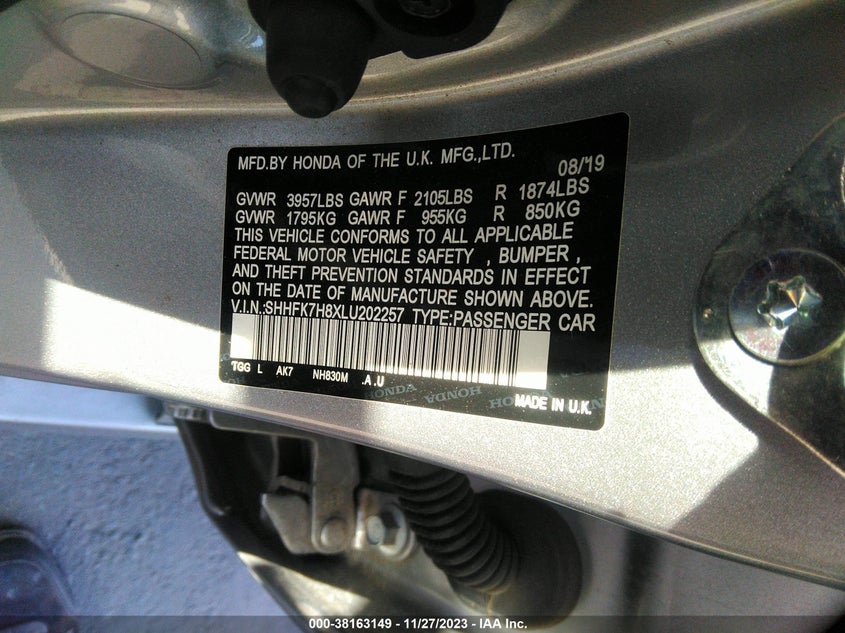 MFD.BY HONDA OF THE U.K. MFG.,LTD. 08/19
GVWR 3957LBS GAWR F 2105LBS R 1874LBS
GVWR 1795KG GAWR F 955KG R 850KG
THIS VEHICLE CONFORMS TO ALL APPLICABLE
FEDERAL MOTOR VEHICLE SAFETY , BUMPER ,
AND THEFT PREVENTION STANDARDS IN EFFECT
ON THE DATE OF MANUFACTURE SHOWN ABOVE.
V.I.N.:SHHFK7H8XLU202257 TYPE:PASSENGER CAR
TGG L AK7 NH830M .A.U
HONDA HONDA HONDA
MADE IN U.K.
000-38163149 - 11/27/2023 - IAA Inc.